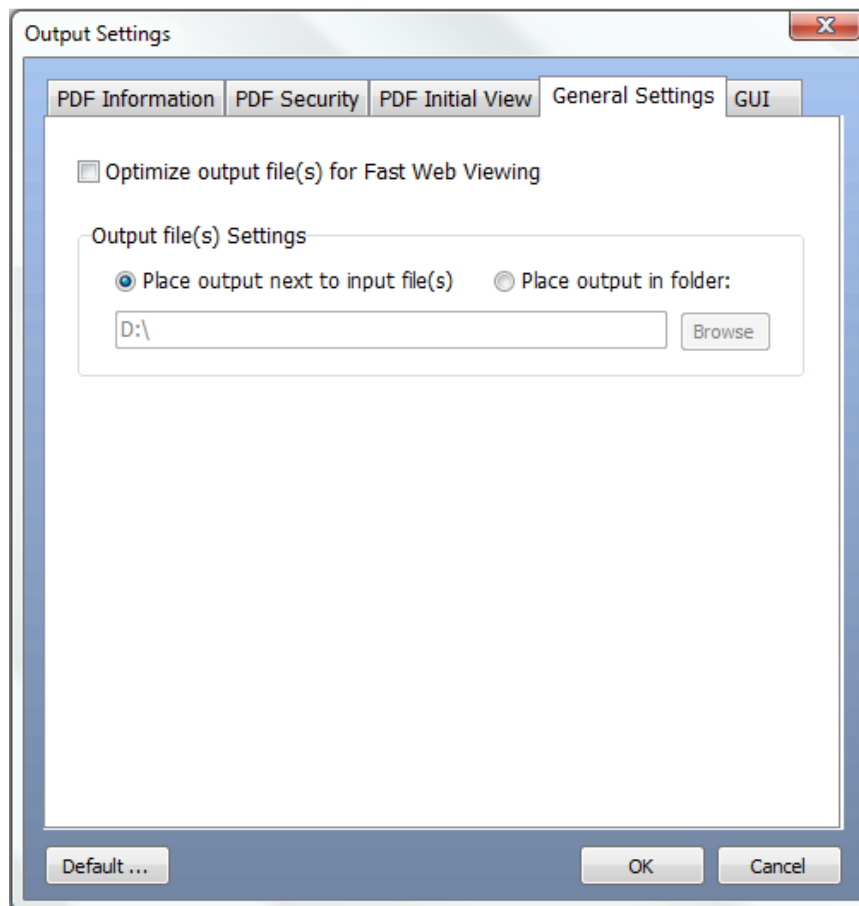 Output Settings
PDF Information PDF Security PDF Initial View General Settings GUI
Optimize output file(s) for Fast Web Viewing
Output file(s) Settings
Place output next to input file(s) Place output in folder:
D:\ Browse
Default ... OK Cancel